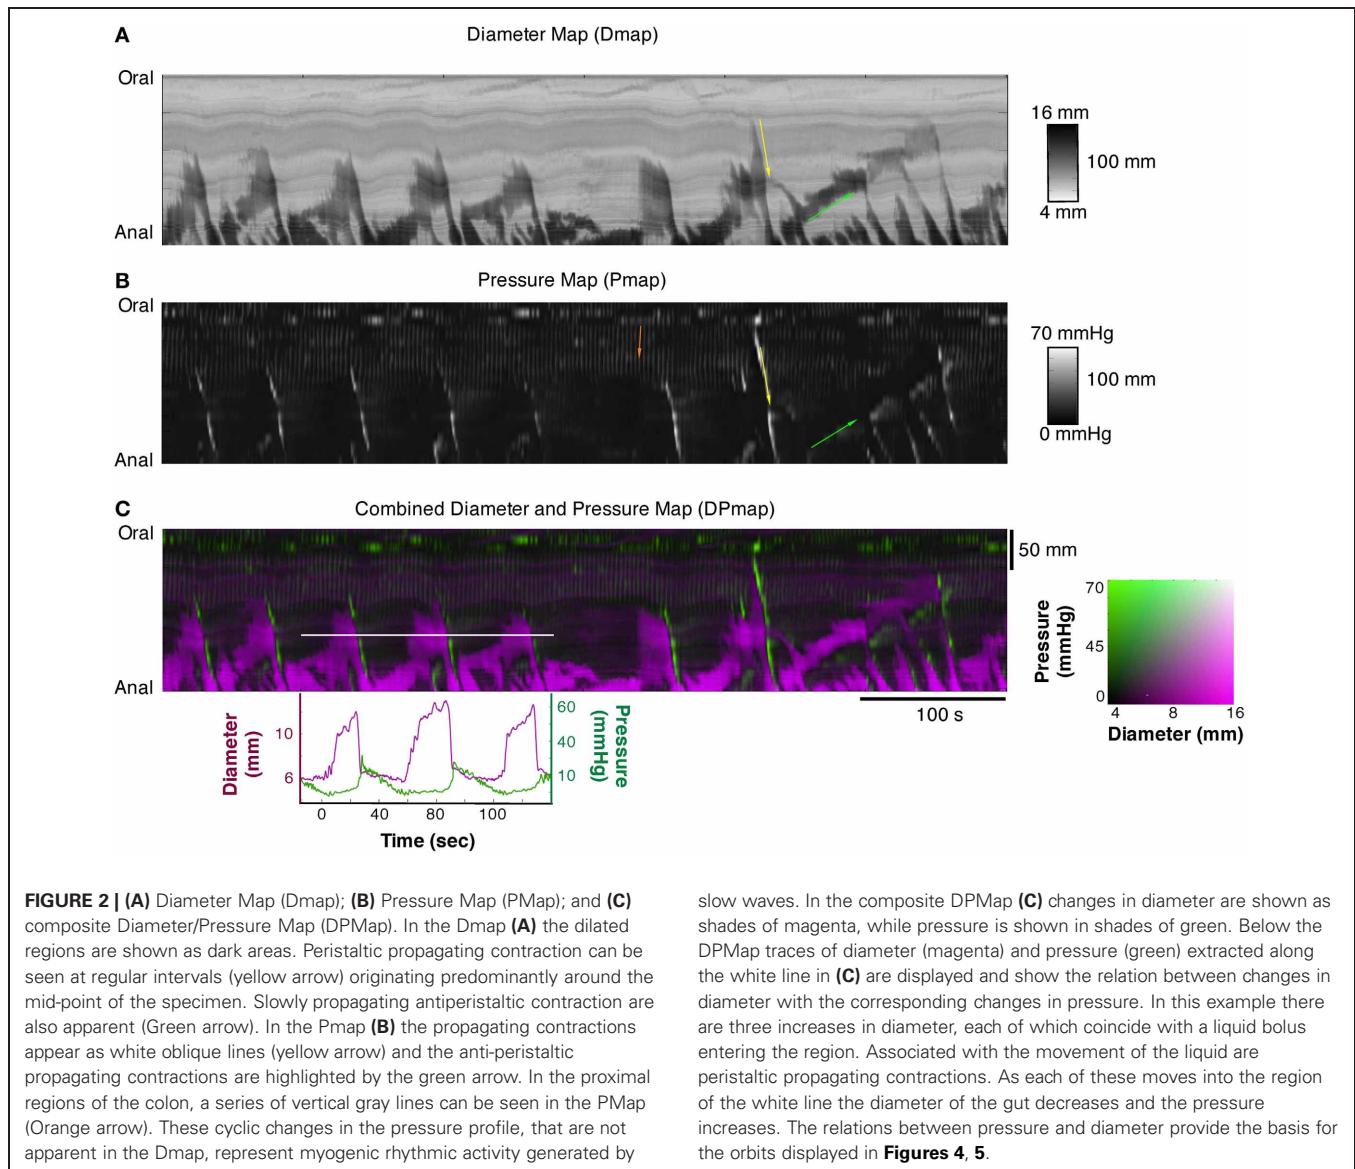 A
Diameter Map (Dmap)
Oral
Anal
16 mm
100 mm
4 mm
B
Pressure Map (Pmap)
Oral
Anal
70 mmHg
100 mm
0 mmHg
C
Combined Diameter and Pressure Map (DPmap)
Oral
Anal
50 mm
100 s
Pressure
(mmHg)
70
45
0
4 8 16
Diameter (mm)
Diameter
(mm)
10
6
60
40
10
Pressure
(mmHg)
0 40 80 100
Time (sec)
FIGURE 2 | (A) Diameter Map (Dmap); (B) Pressure Map (PMap); and (C)
composite Diameter/Pressure Map (DPMap). In the Dmap (A) the dilated
regions are shown as dark areas. Peristaltic propagating contraction can be
seen at regular intervals (yellow arrow) originating predominantly around the
mid-point of the specimen. Slowly propagating antiperistaltic contraction are
also apparent (Green arrow). In the Pmap (B) the propagating contractions
appear as white oblique lines (yellow arrow) and the anti-peristaltic
propagating contractions are highlighted by the green arrow. In the proximal
regions of the colon, a series of vertical gray lines can be seen in the PMap
(Orange arrow). These cyclic changes in the pressure profile, that are not
apparent in the Dmap, represent myogenic rhythmic activity generated by
slow waves. In the composite DPMap (C) changes in diameter are shown as
shades of magenta, while pressure is shown in shades of green. Below the
DPMap traces of diameter (magenta) and pressure (green) extracted along
the white line in (C) are displayed and show the relation between changes in
diameter with the corresponding changes in pressure. In this example there
are three increases in diameter, each of which coincide with a liquid bolus
entering the region. Associated with the movement of the liquid are
peristaltic propagating contractions. As each of these moves into the region
of the white line the diameter of the gut decreases and the pressure
increases. The relations between pressure and diameter provide the basis for
the orbits displayed in Figures 4, 5.